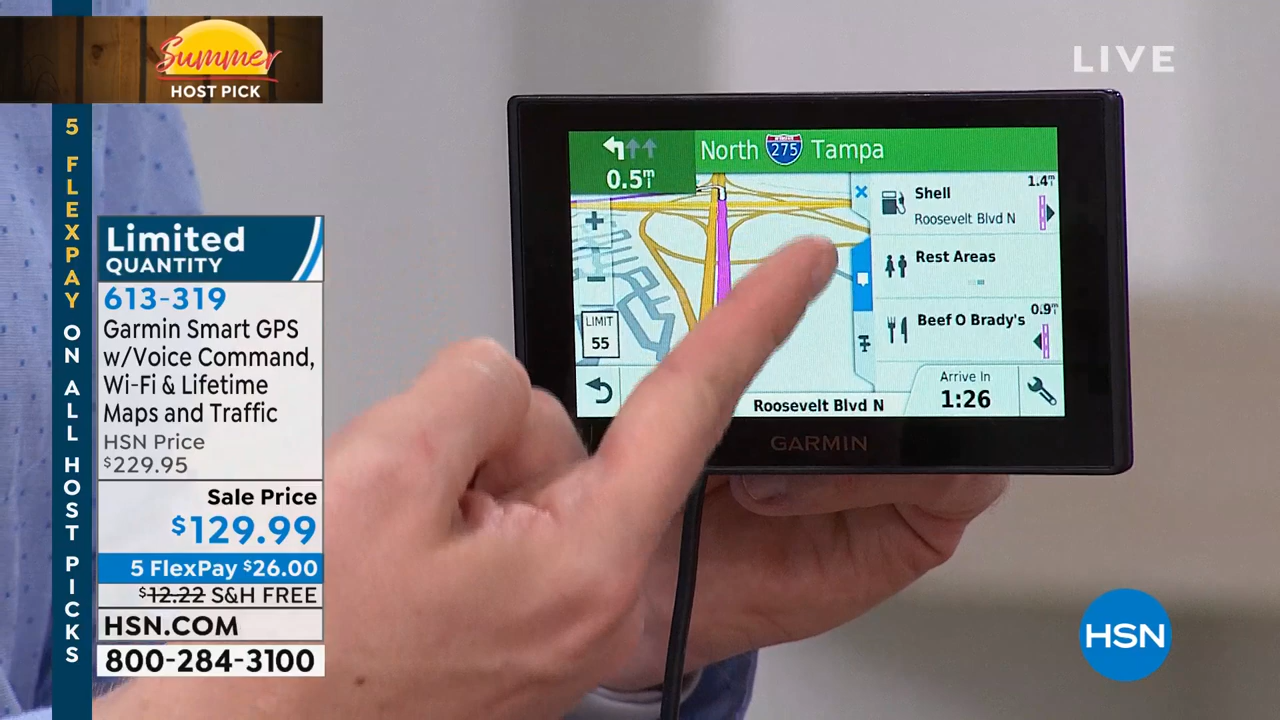 Summer
HOST PICK
LIVE
5 FLEXPAY ON ALL HOST PICKS
Limited
QUANTITY
613-319
Garmin Smart GPS
w/Voice Command,
Wi-Fi & Lifetime
Maps and Traffic
HSN Price
$229.95
Sale Price
$129.99
5 FlexPay $26.00
$12.22 S&H FREE
HSN.COM
800-284-3100
North 275 Tampa
0.5m
Shell
1.4m
Roosevelt Blvd N
Rest Areas
Beef O Brady's
0.9m
LIMIT
55
Roosevelt Blvd N
Arrive In
1:26
GARMIN
HSN